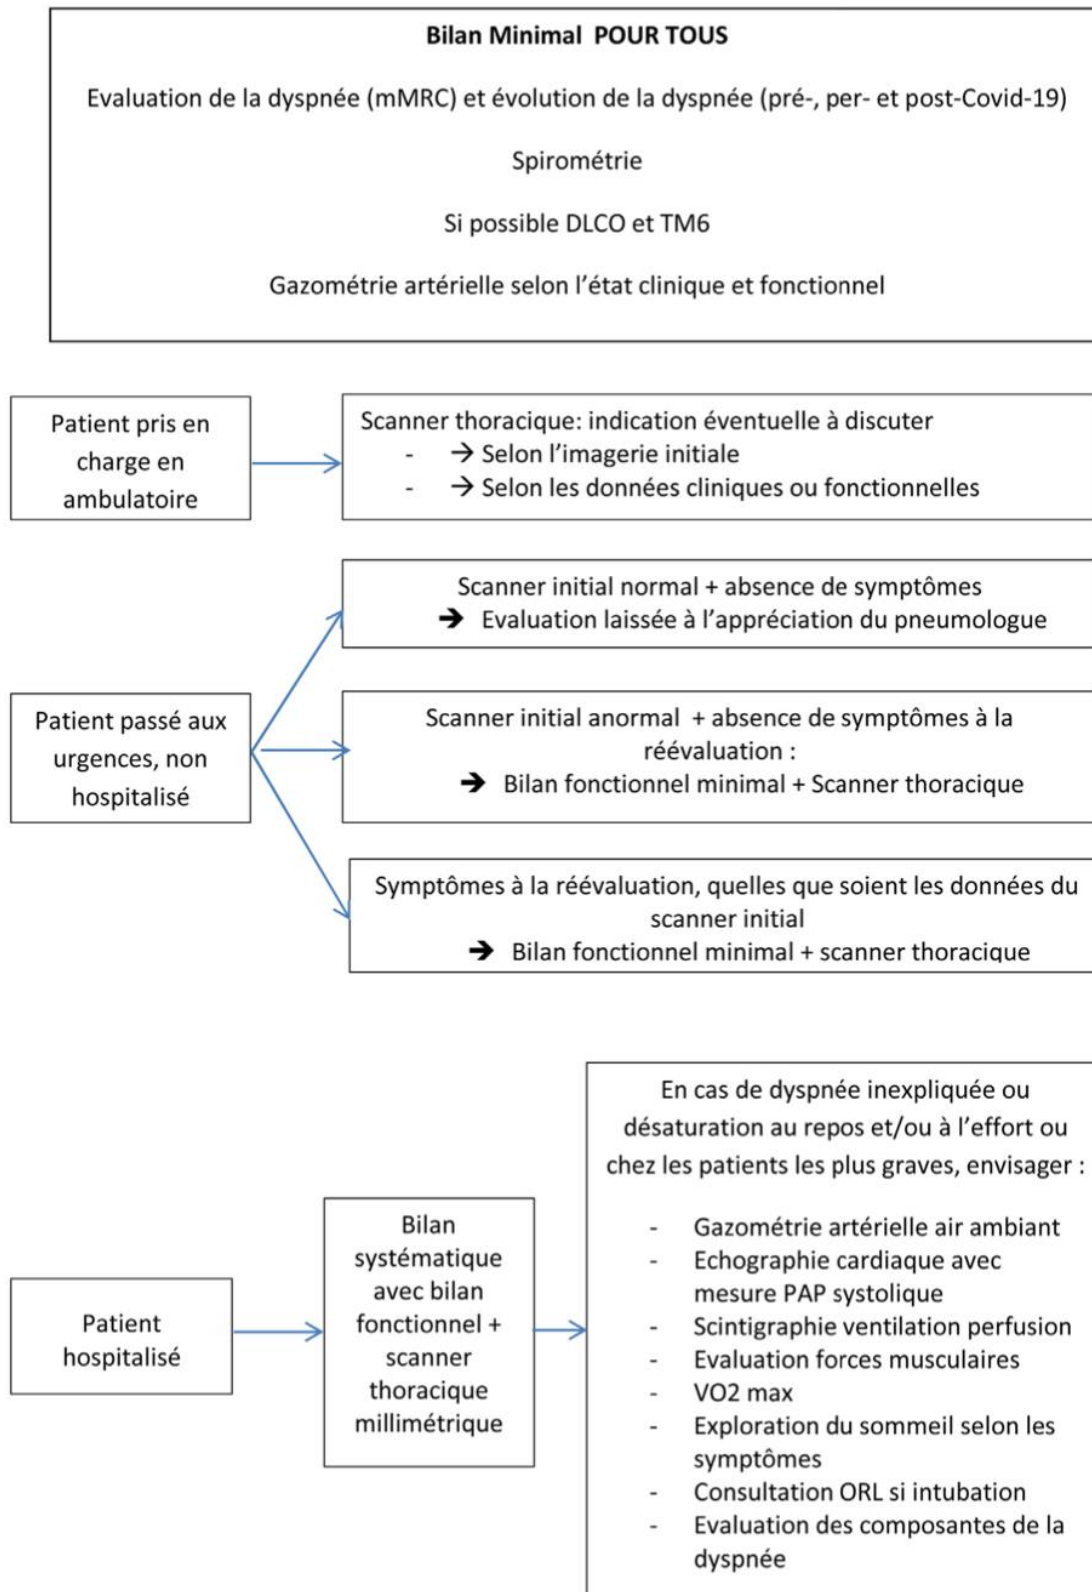 Bilan Minimal  POUR TOUS
Evaluation de la dyspnée (mMRC) et évolution de la dyspnée (pré-, per- et post-Covid-19)
Spirométrie
Si possible DLCO et TM6
Gazométrie artérielle selon l'état clinique et fonctionnel
Patient pris en
charge en
ambulatoire
Scanner thoracique: indication éventuelle à discuter
- → Selon l'imagerie initiale
- → Selon les données cliniques ou fonctionnelles
Patient passé aux
urgences, non
hospitalisé
Scanner initial normal + absence de symptômes
➔ Evaluation laissée à l'appréciation du pneumologue
Scanner initial anormal  + absence de symptômes à la
réévaluation :
➔ Bilan fonctionnel minimal + Scanner thoracique
Symptômes à la réévaluation, quelles que soient les données du
scanner initial
➔ Bilan fonctionnel minimal + scanner thoracique
Patient
hospitalisé
Bilan
systématique
avec bilan
fonctionnel +
scanner
thoracique
millimétrique
En cas de dyspnée inexpliquée ou
désaturation au repos et/ou à l'effort ou
chez les patients les plus graves, envisager :
- Gazométrie artérielle air ambiant
- Echographie cardiaque avec
mesure PAP systolique
- Scintigraphie ventilation perfusion
- Evaluation forces musculaires
- VO2 max
- Exploration du sommeil selon les
symptômes
- Consultation ORL si intubation
- Evaluation des composantes de la
dyspnée